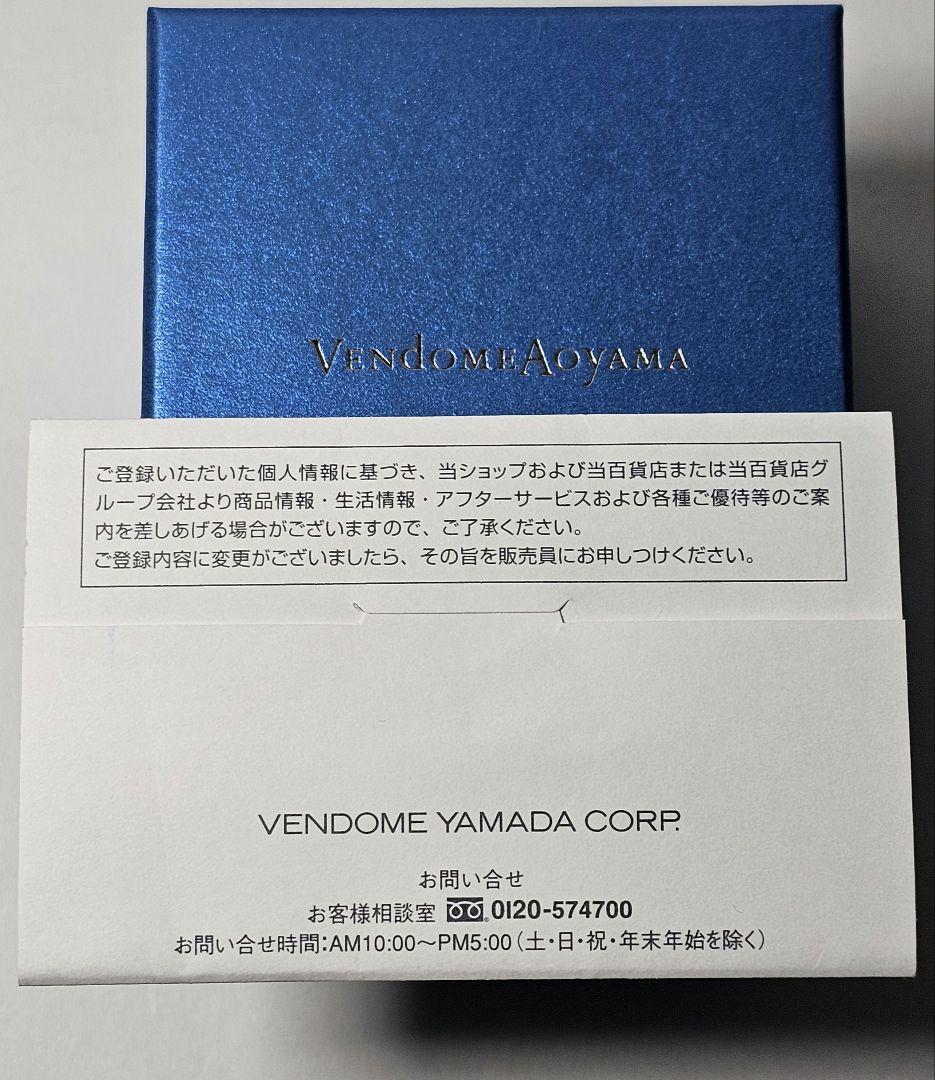 VENDOME AOYAMA
ご登録いただいた個人情報に基づき、当ショップおよび当百貨店または当百貨店グ
ループ会社より商品情報・生活情報・アフターサービスおよび各種ご優待等のご案
内を差しあげる場合がございますので、ご了承ください。
ご登録内容に変更がございましたら、その旨を販売員にお申しつけください。
VENDOME YAMADA CORP.
お問い合せ
お客様相談室 0120-574700
お問い合せ時間:AM10:00〜PM5:00(土・日・祝・年末年始を除く)